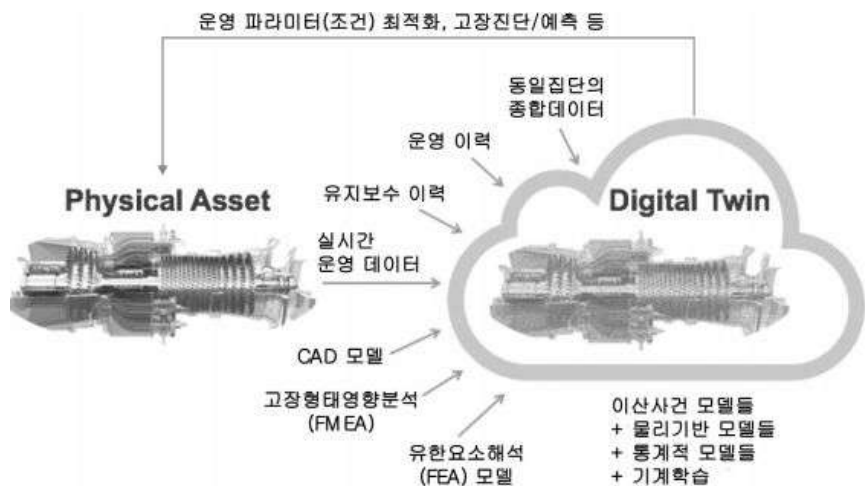 운영 파라미터(조건) 최적화, 고장진단/예측 등
동일집단의
종합데이터
운영 이력
Physical Asset
유지보수 이력
Digital Twin
실시간
운영 데이터
CAD 모델
고장형태영향분석
(FMEA)
유한요소해석
(FEA) 모델
이산사건 모델들
+ 물리기반 모델들
+ 통계적 모델들
+ 기계학습